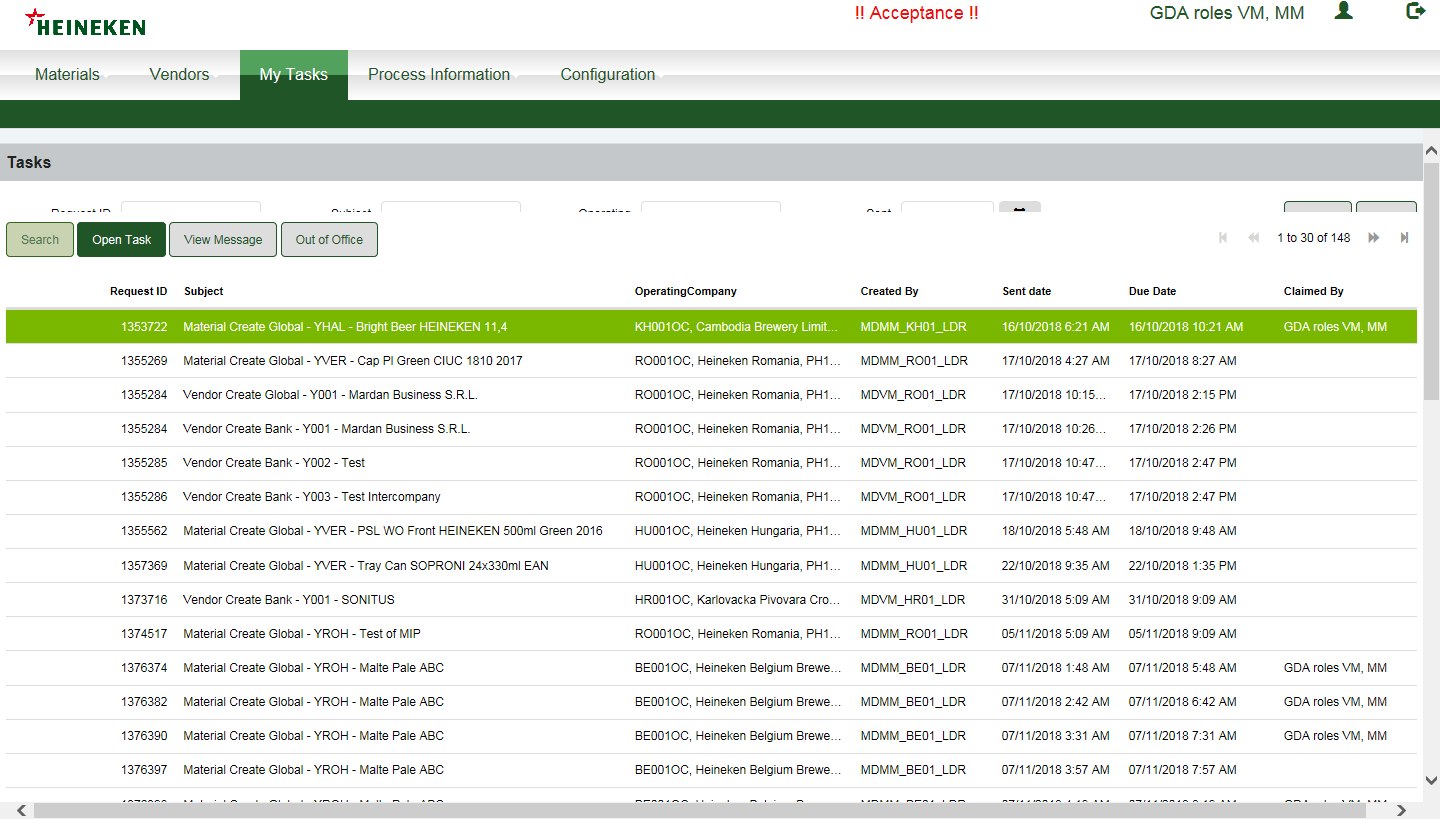 HEINEKEN
!! Acceptance !!
GDA roles VM, MM
Materials Vendors My Tasks Process Information Configuration
Tasks
Request ID Subject Operating Sent
Search Open Task View Message Out of Office 1 to 30 of 148
Request ID Subject OperatingCompany Created By Sent date Due Date Claimed By
1353722 Material Create Global - YHAL - Bright Beer HEINEKEN 11,4 KH001OC, Cambodia Brewery Limit... MDMM_KH01_LDR 16/10/2018 6:21 AM 16/10/2018 10:21 AM GDA roles VM, MM
1355269 Material Create Global - YVER - Cap Pl Green CIUC 1810 2017 RO001OC, Heineken Romania, PH1... MDMM_RO01_LDR 17/10/2018 4:27 AM 17/10/2018 8:27 AM
1355284 Vendor Create Global - Y001 - Mardan Business S.R.L. RO001OC, Heineken Romania, PH1... MDVM_RO01_LDR 17/10/2018 10:15... 17/10/2018 2:15 PM
1355284 Vendor Create Bank - Y001 - Mardan Business S.R.L. RO001OC, Heineken Romania, PH1... MDVM_RO01_LDR 17/10/2018 10:26... 17/10/2018 2:26 PM
1355285 Vendor Create Bank - Y002 - Test RO001OC, Heineken Romania, PH1... MDVM_RO01_LDR 17/10/2018 10:47... 17/10/2018 2:47 PM
1355286 Vendor Create Bank - Y003 - Test Intercompany RO001OC, Heineken Romania, PH1... MDVM_RO01_LDR 17/10/2018 10:47... 17/10/2018 2:47 PM
1355562 Material Create Global - YVER - PSL WO Front HEINEKEN 500ml Green 2016 HU001OC, Heineken Hungaria, PH1... MDMM_HU01_LDR 18/10/2018 5:48 AM 18/10/2018 9:48 AM
1357369 Material Create Global - YVER - Tray Can SOPRONI 24x330ml EAN HU001OC, Heineken Hungaria, PH1... MDMM_HU01_LDR 22/10/2018 9:35 AM 22/10/2018 1:35 PM
1373716 Vendor Create Bank - Y001 - SONITUS HR001OC, Karlovacka Pivovara Cro... MDVM_HR01_LDR 31/10/2018 5:09 AM 31/10/2018 9:09 AM
1374517 Material Create Global - YROH - Test of MIP RO001OC, Heineken Romania, PH1... MDMM_RO01_LDR 05/11/2018 5:09 AM 05/11/2018 9:09 AM
1376374 Material Create Global - YROH - Malte Pale ABC BE001OC, Heineken Belgium Brewe... MDMM_BE01_LDR 07/11/2018 1:48 AM 07/11/2018 5:48 AM GDA roles VM, MM
1376382 Material Create Global - YROH - Malte Pale ABC BE001OC, Heineken Belgium Brewe... MDMM_BE01_LDR 07/11/2018 2:42 AM 07/11/2018 6:42 AM GDA roles VM, MM
1376390 Material Create Global - YROH - Malte Pale ABC BE001OC, Heineken Belgium Brewe... MDMM_BE01_LDR 07/11/2018 3:31 AM 07/11/2018 7:31 AM GDA roles VM, MM
1376397 Material Create Global - YROH - Malte Pale ABC BE001OC, Heineken Belgium Brewe... MDMM_BE01_LDR 07/11/2018 3:57 AM 07/11/2018 7:57 AM